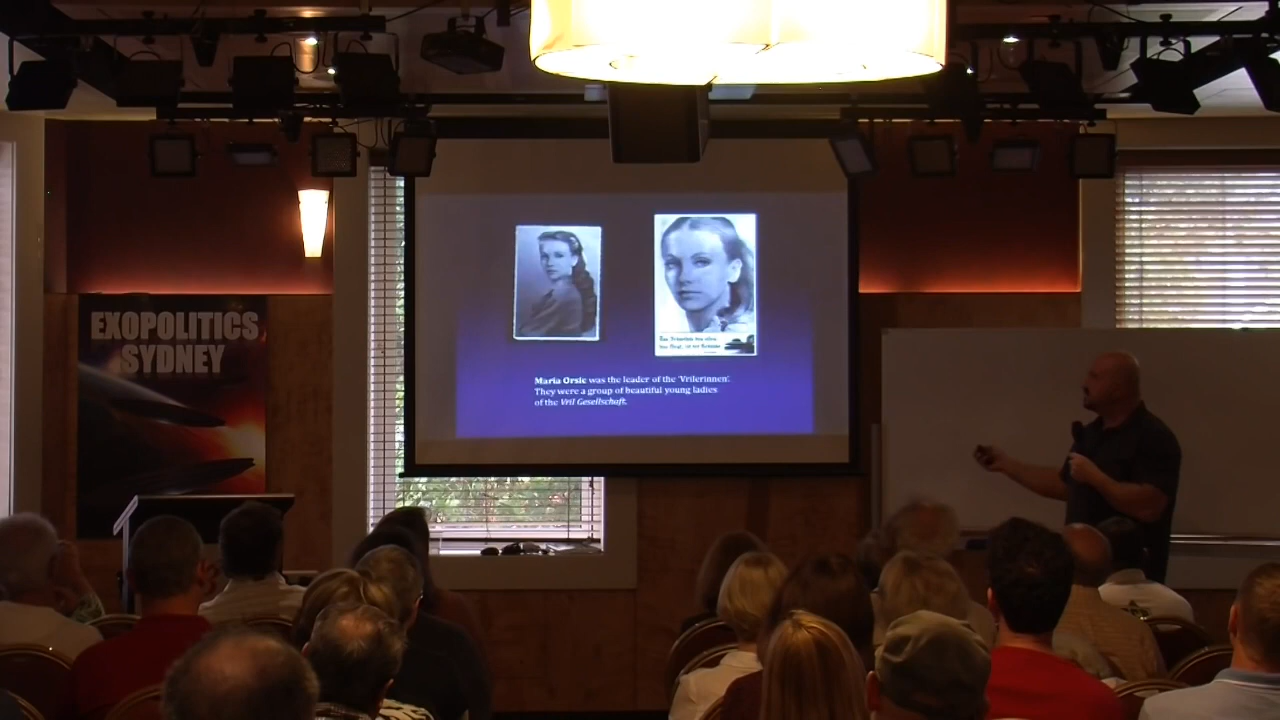 EXOPOLITICS
SYDNEY
Maria Orsic was the leader of the 'Vrilerinnen'.
They were a group of beautiful young ladies
of the Vril Gesellschaft.